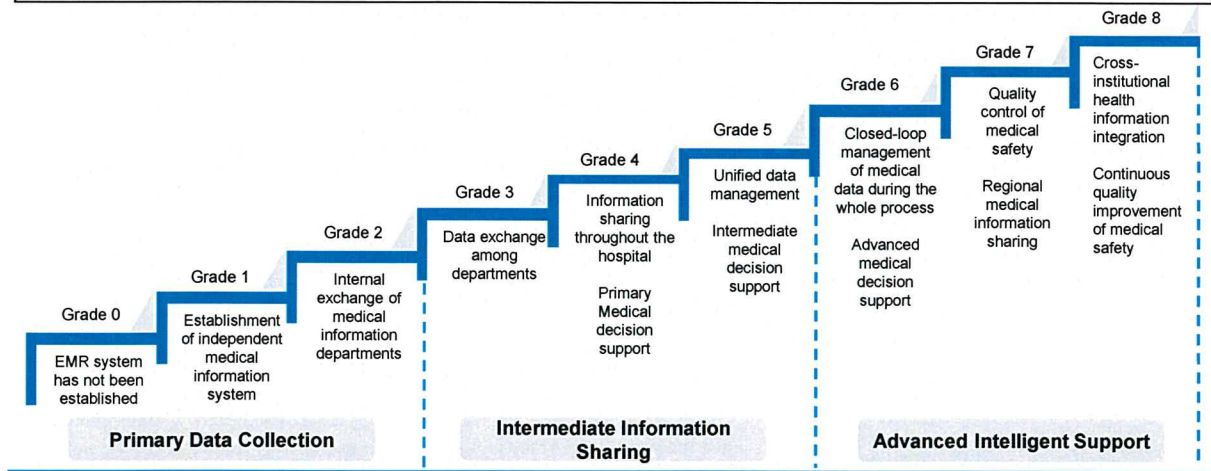 Grade 0
EMR system
has not been
established
Grade 1
Establishment
of independent
medical
information
system
Grade 2
Internal
exchange of
medical
information
departments
Primary Data Collection
Grade 3
Data exchange
among
departments
Grade 4
Information
sharing
throughout the
hospital
Primary
Medical
decision
support
Grade 5
Unified data
management
Intermediate
medical
decision
support
Intermediate Information
Sharing
Grade 6
Closed-loop
management
of medical
data during the
whole process
Advanced
medical
decision
support
Grade 7
Quality
control of
medical
safety
Regional
medical
information
sharing
Grade 8
Cross-
institutional
health
information
integration
Continuous
quality
improvement
of medical
safety
Advanced Intelligent Support